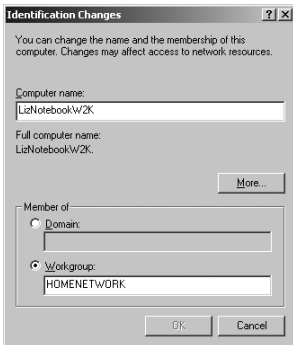 Identification Changes
You can change the name and the membership of this
computer. Changes may affect access to network resources.
Computer name:
LizNotebookW2K
Full computer name:
LizNotebookW2K.
More...
Member of
Domain:
Workgroup:
HOMENETWORK
OK Cancel